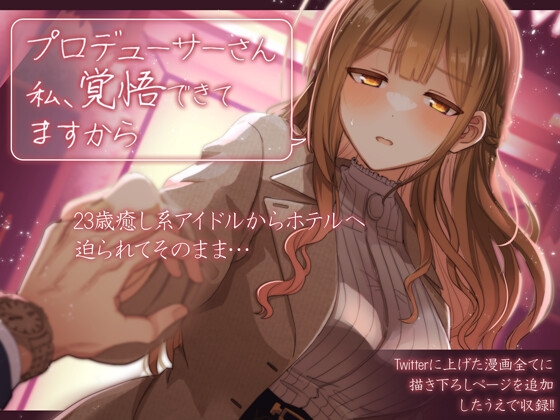 プロデューサーさん
私、覚悟できて
ますから
23歳癒し系アイドルからホテルへ
迫られてそのまま…
Twitterに上げた漫画全てに
描き下ろしページを追加
したうえで収録!!